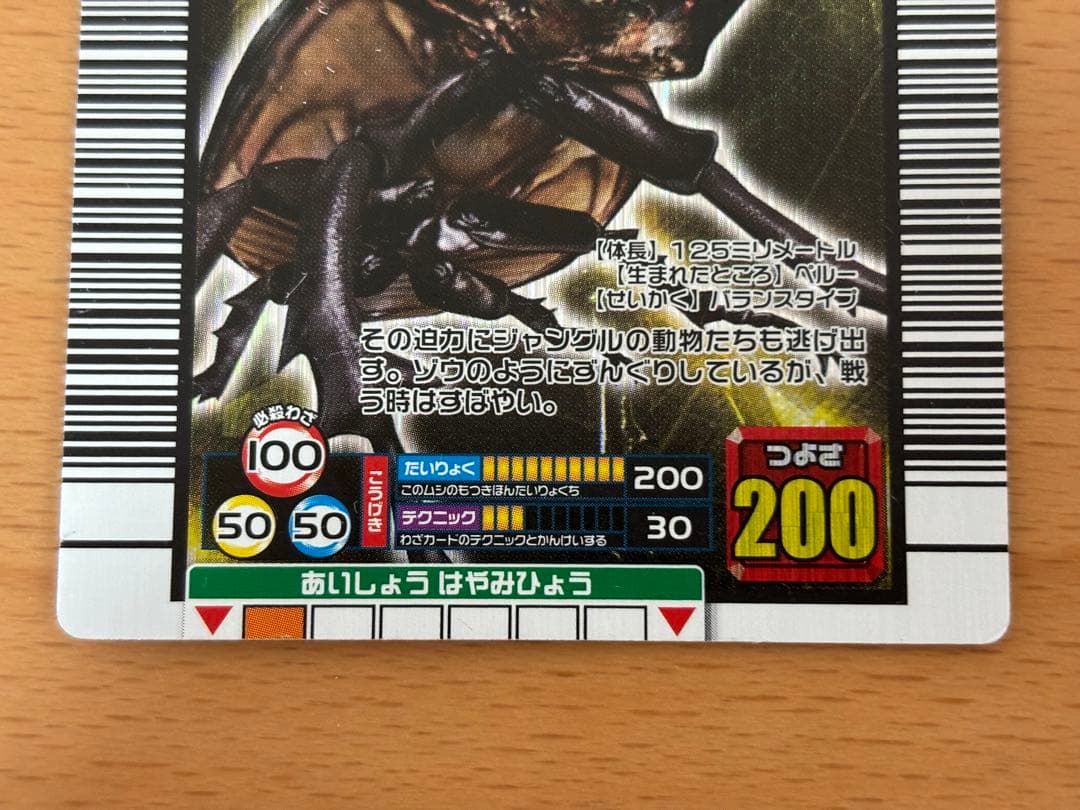 【体長】125ミリメートル
【生まれたところ】ペルー
【せいかく】バランスタイプ
その迫力にジャングルの動物たちも逃げ出
す。ゾウのようにずんぐりしているが、戦
う時はすばやい。
必殺わざ
100
50
50
こうげき
たいりょく
200
このムシのもつきほんたいりょくち
テクニック
30
わざカードのテクニックとかんけいする
つよさ
200
あいしょう はやみひょう